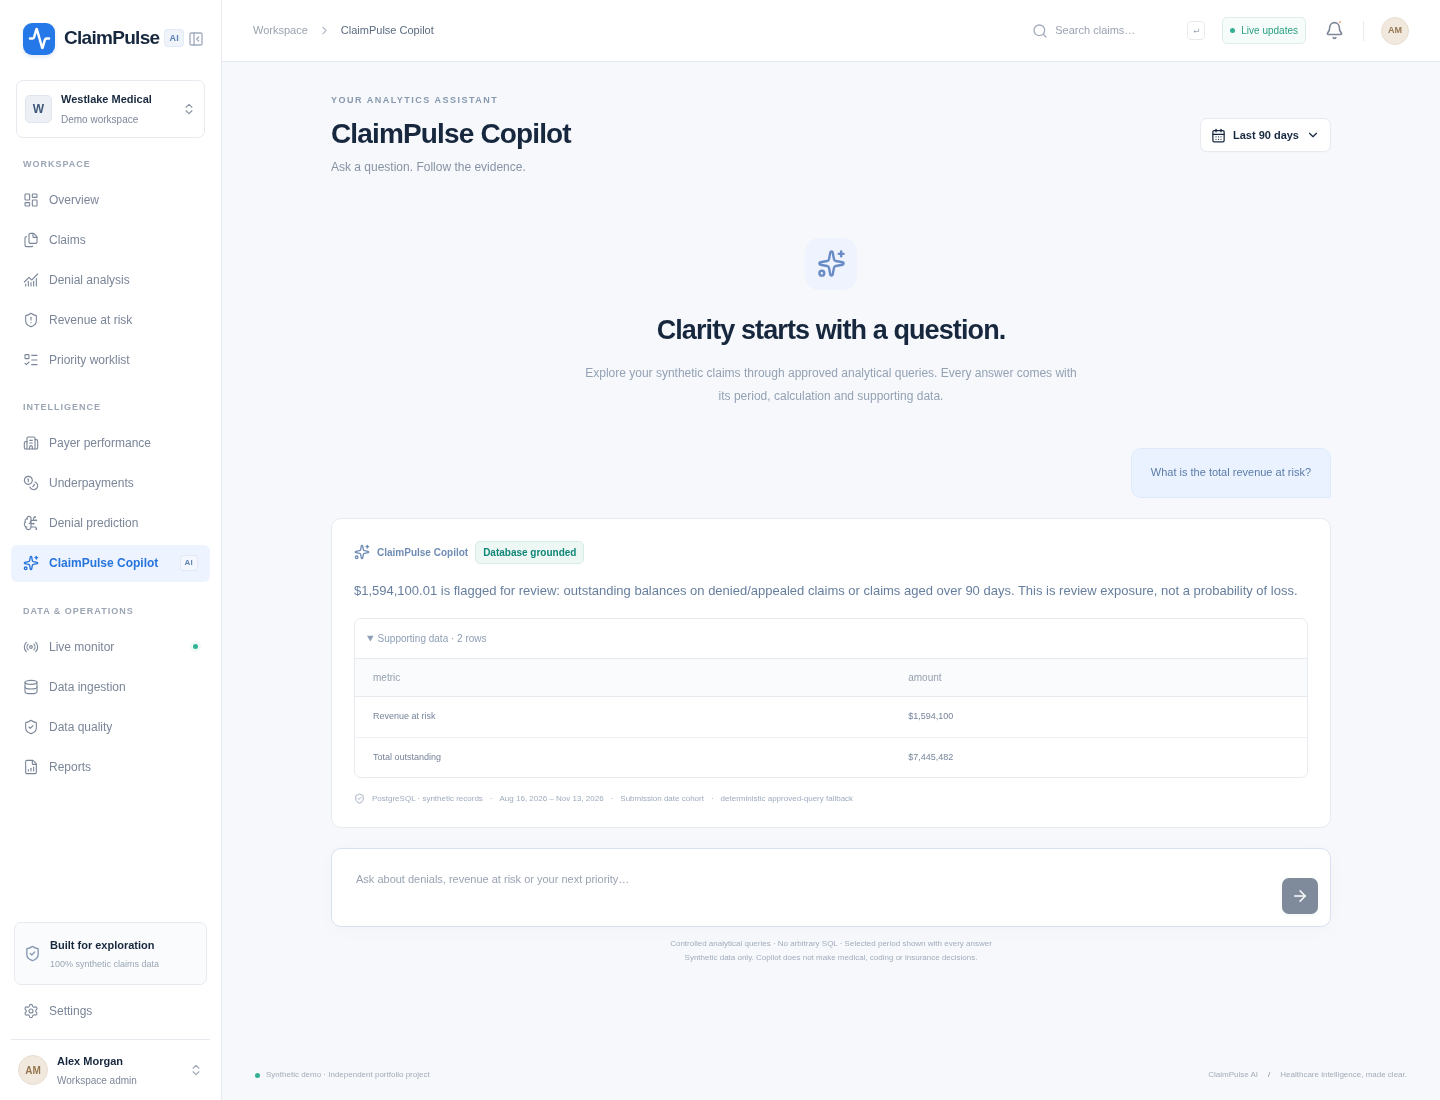 ClaimPulse AI
Workspace
ClaimPulse Copilot
Search claims…
↵
Live updates
AM
W
Westlake Medical
Demo workspace
WORKSPACE
Overview
Claims
Denial analysis
Revenue at risk
Priority worklist
INTELLIGENCE
Payer performance
Underpayments
Denial prediction
ClaimPulse Copilot AI
DATA & OPERATIONS
Live monitor
Data ingestion
Data quality
Reports
Built for exploration
100% synthetic claims data
Settings
AM
Alex Morgan
Workspace admin
YOUR ANALYTICS ASSISTANT
ClaimPulse Copilot
Ask a question. Follow the evidence.
Last 90 days
Clarity starts with a question.
Explore your synthetic claims through approved analytical queries. Every answer comes with
its period, calculation and supporting data.
What is the total revenue at risk?
ClaimPulse Copilot Database grounded
$1,594,100.01 is flagged for review: outstanding balances on denied/appealed claims or claims aged over 90 days. This is review exposure, not a probability of loss.
▼ Supporting data · 2 rows
metric amount
Revenue at risk $1,594,100
Total outstanding $7,445,482
PostgreSQL · synthetic records · Aug 16, 2026 – Nov 13, 2026 · Submission date cohort · deterministic approved-query fallback
Ask about denials, revenue at risk or your next priority…
Controlled analytical queries · No arbitrary SQL · Selected period shown with every answer
Synthetic data only. Copilot does not make medical, coding or insurance decisions.
Synthetic demo · Independent portfolio project
ClaimPulse AI / Healthcare intelligence, made clear.